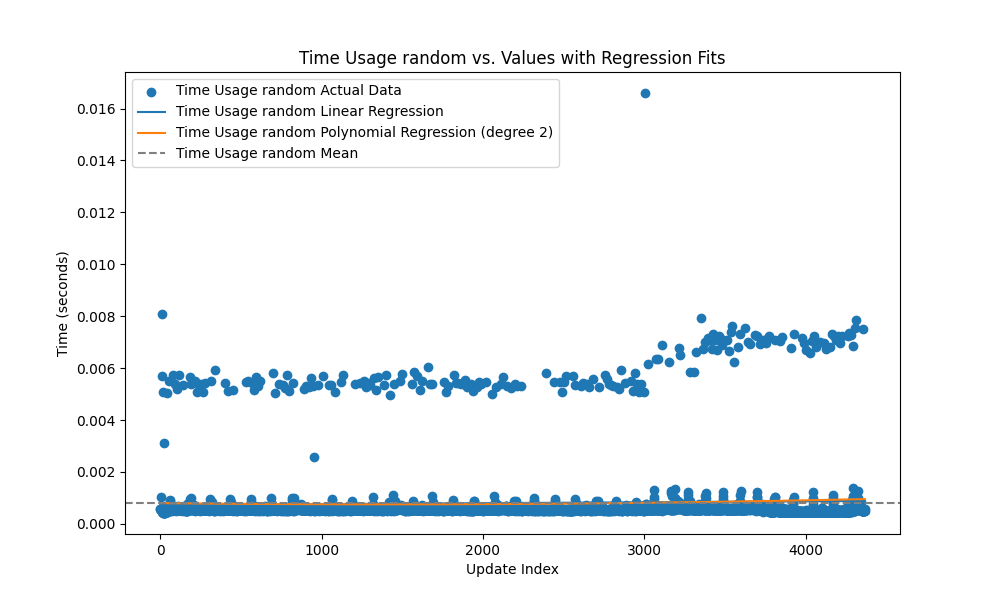 Time Usage random vs. Values with Regression Fits
Time Usage random Actual Data
Time Usage random Linear Regression
Time Usage random Polynomial Regression (degree 2)
Time Usage random Mean
0.016
0.014
0.012
0.010
0.008
0.006
0.004
0.002
0.000
Time (seconds)
0 1000 2000 3000 4000
Update Index